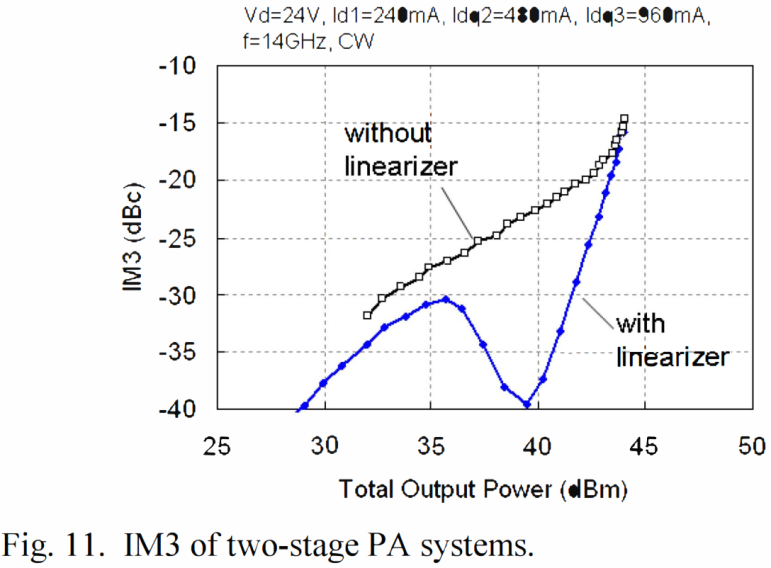 Vd=24V, Id1=240mA, Idq2=480mA, Idq3=960mA,
f=14GHz, CW
-10
-15
-20
-25
-30
-35
-40
IM3 (dBc)
without
linearizer
with
linearizer
25 30 35 40 45 50
Total Output Power (dBm)
Fig. 11. IM3 of two-stage PA systems.